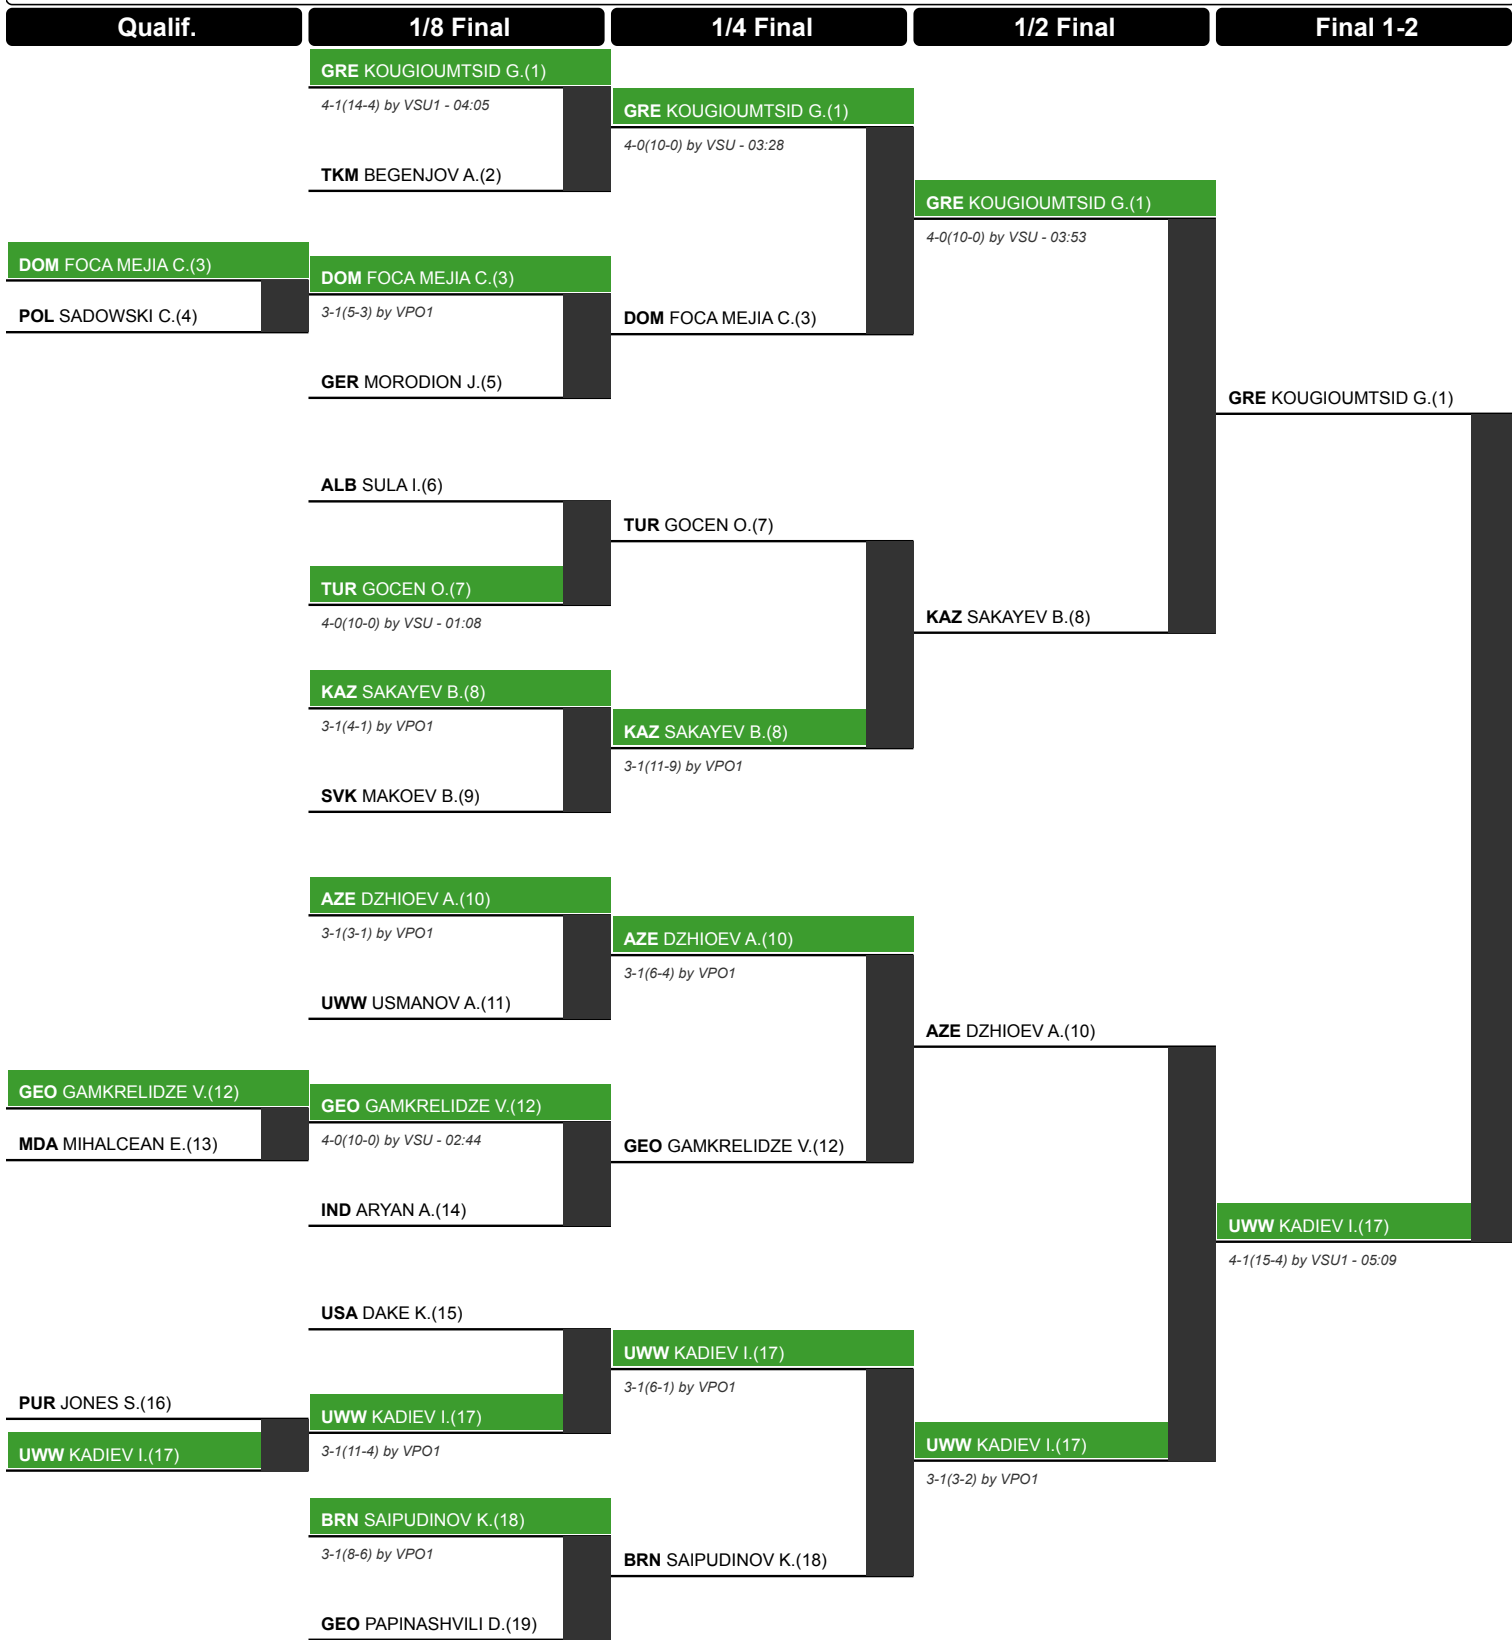 Qualif.
1/8 Final
1/4 Final
1/2 Final
Final 1-2
DOM FOCA MEJIA C.(3)
POL SADOWSKI C.(4)
GEO GAMKRELIDZE V.(12)
MDA MIHALCEAN E.(13)
PUR JONES S.(16)
UWW KADIEV I.(17)
GRE KOUGIOUMTSID G.(1)
4-1(14-4) by VSU1 - 04:05
TKM BEGENJOV A.(2)
DOM FOCA MEJIA C.(3)
3-1(5-3) by VPO1
GER MORODION J.(5)
ALB SULA I.(6)
TUR GOCEN O.(7)
4-0(10-0) by VSU - 01:08
KAZ SAKAYEV B.(8)
3-1(4-1) by VPO1
SVK MAKOEV B.(9)
AZE DZHIOEV A.(10)
3-1(3-1) by VPO1
UWW USMANOV A.(11)
GEO GAMKRELIDZE V.(12)
4-0(10-0) by VSU - 02:44
IND ARYAN A.(14)
USA DAKE K.(15)
UWW KADIEV I.(17)
3-1(11-4) by VPO1
BRN SAIPUDINOV K.(18)
3-1(8-6) by VPO1
GEO PAPINASHVILI D.(19)
GRE KOUGIOUMTSID G.(1)
4-0(10-0) by VSU - 03:28
DOM FOCA MEJIA C.(3)
TUR GOCEN O.(7)
KAZ SAKAYEV B.(8)
3-1(11-9) by VPO1
AZE DZHIOEV A.(10)
3-1(6-4) by VPO1
GEO GAMKRELIDZE V.(12)
UWW KADIEV I.(17)
3-1(6-1) by VPO1
BRN SAIPUDINOV K.(18)
GRE KOUGIOUMTSID G.(1)
4-0(10-0) by VSU - 03:53
KAZ SAKAYEV B.(8)
AZE DZHIOEV A.(10)
UWW KADIEV I.(17)
3-1(3-2) by VPO1
GRE KOUGIOUMTSID G.(1)
UWW KADIEV I.(17)
4-1(15-4) by VSU1 - 05:09